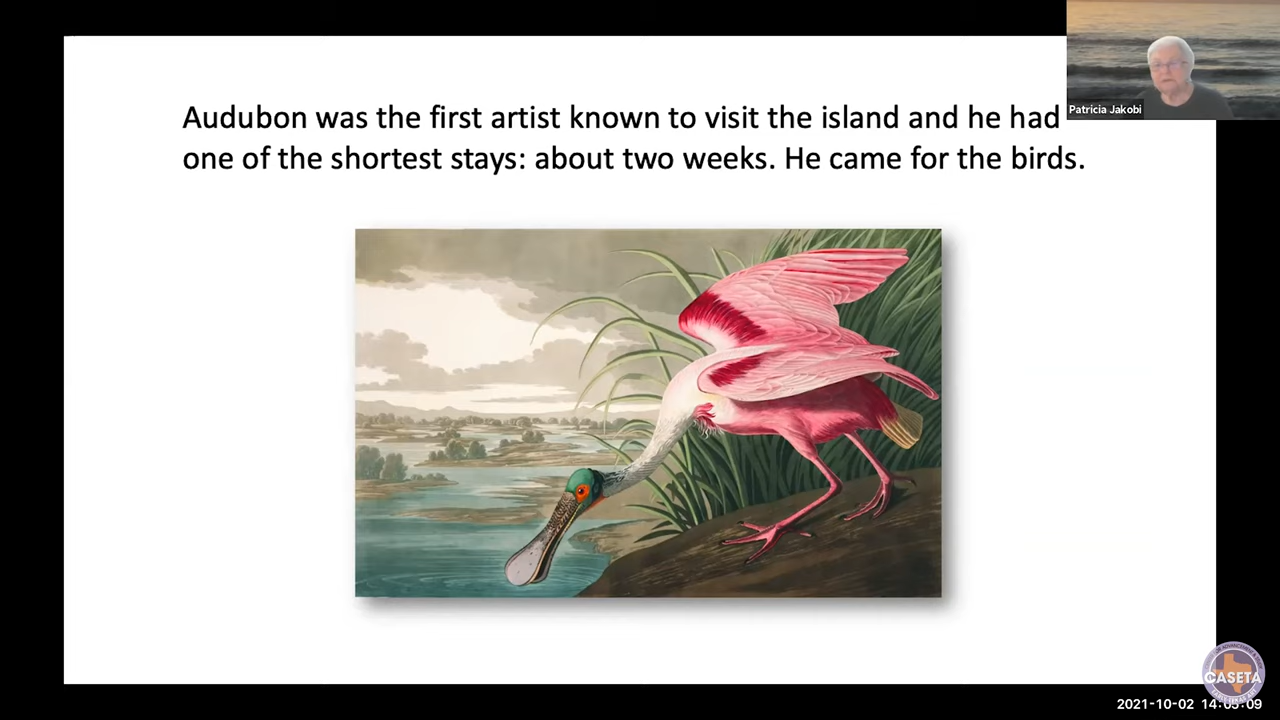 Audubon was the first artist known to visit the island and he had
one of the shortest stays: about two weeks. He came for the birds.
Patricia Jakobi
CASETA
2021-10-02